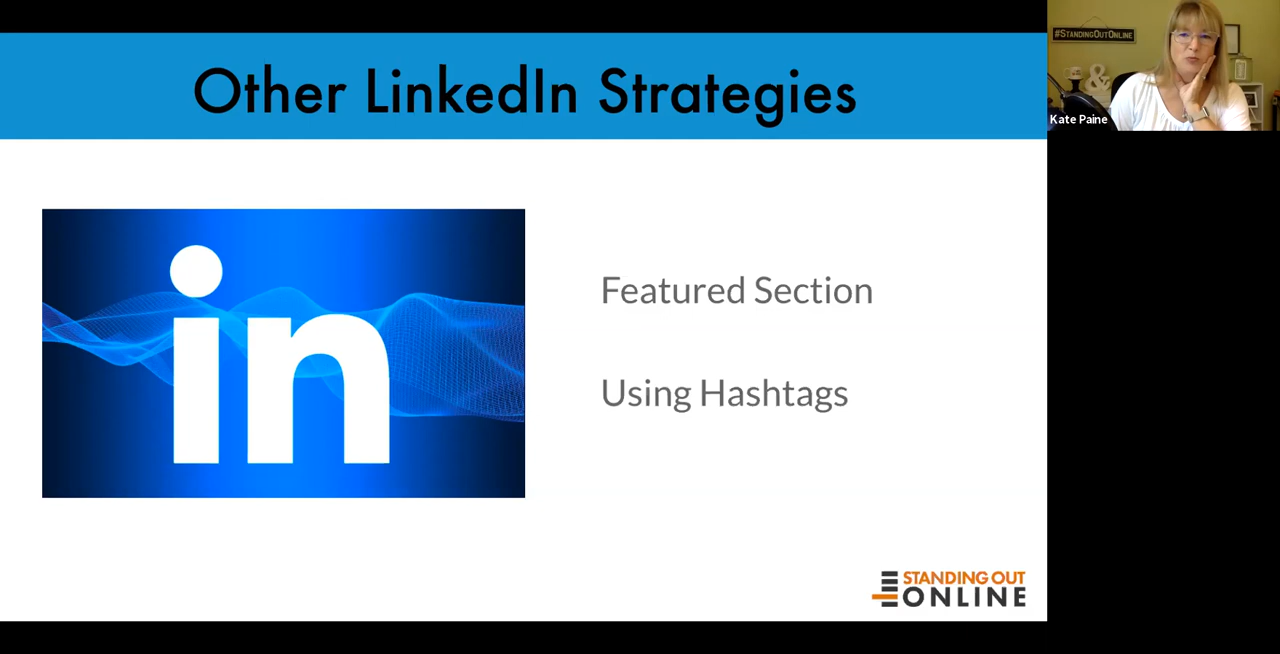 Other LinkedIn Strategies
#StandingOutOnline
Kate Paine
in
Featured Section
Using Hashtags
STANDING OUT
ONLINE
&